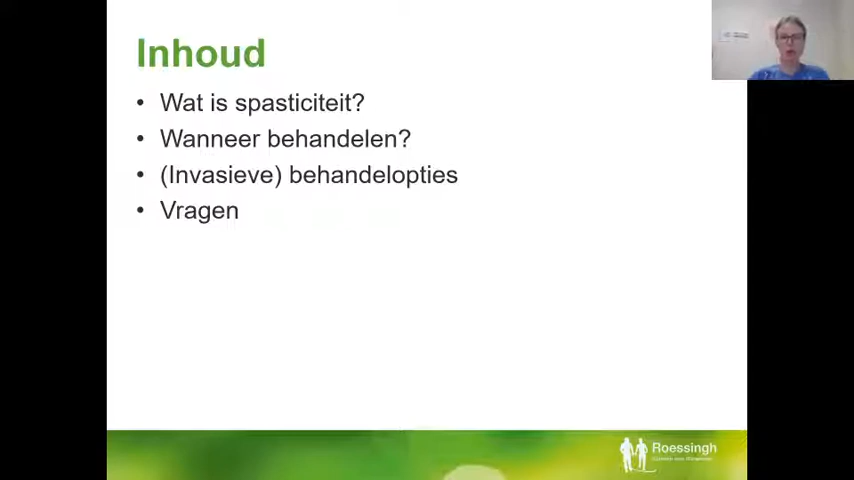 Inhoud
• Wat is spasticiteit?
• Wanneer behandelen?
• (Invasieve) behandelopties
• Vragen
Roessingh